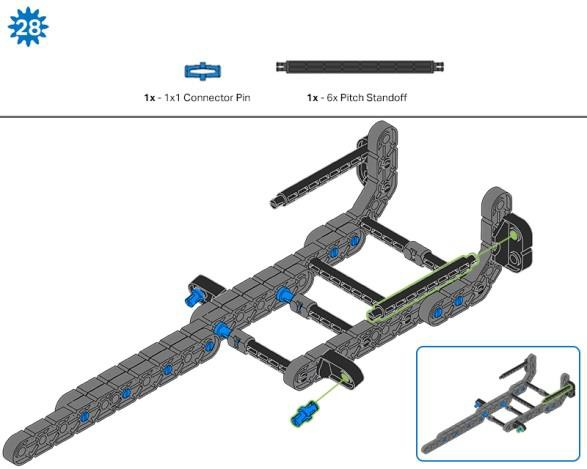 28
1x - 1x1 Connector Pin
1x - 6x Pitch Standoff